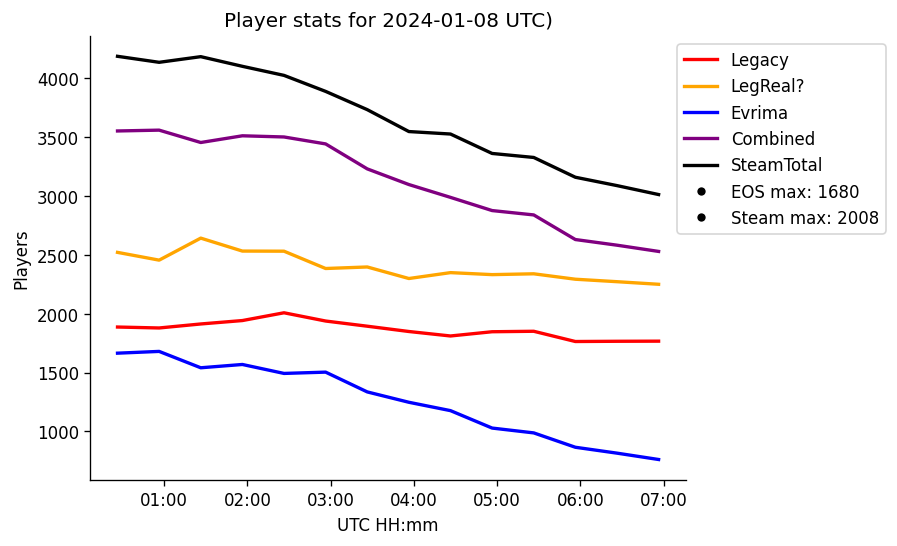 Player stats for 2024-01-08 UTC)
Legacy
LegReal?
Evrima
Combined
SteamTotal
EOS max: 1680
Steam max: 2008
Players
4000
3500
3000
2500
2000
1500
1000
01:00 02:00 03:00 04:00 05:00 06:00 07:00
UTC HH:mm